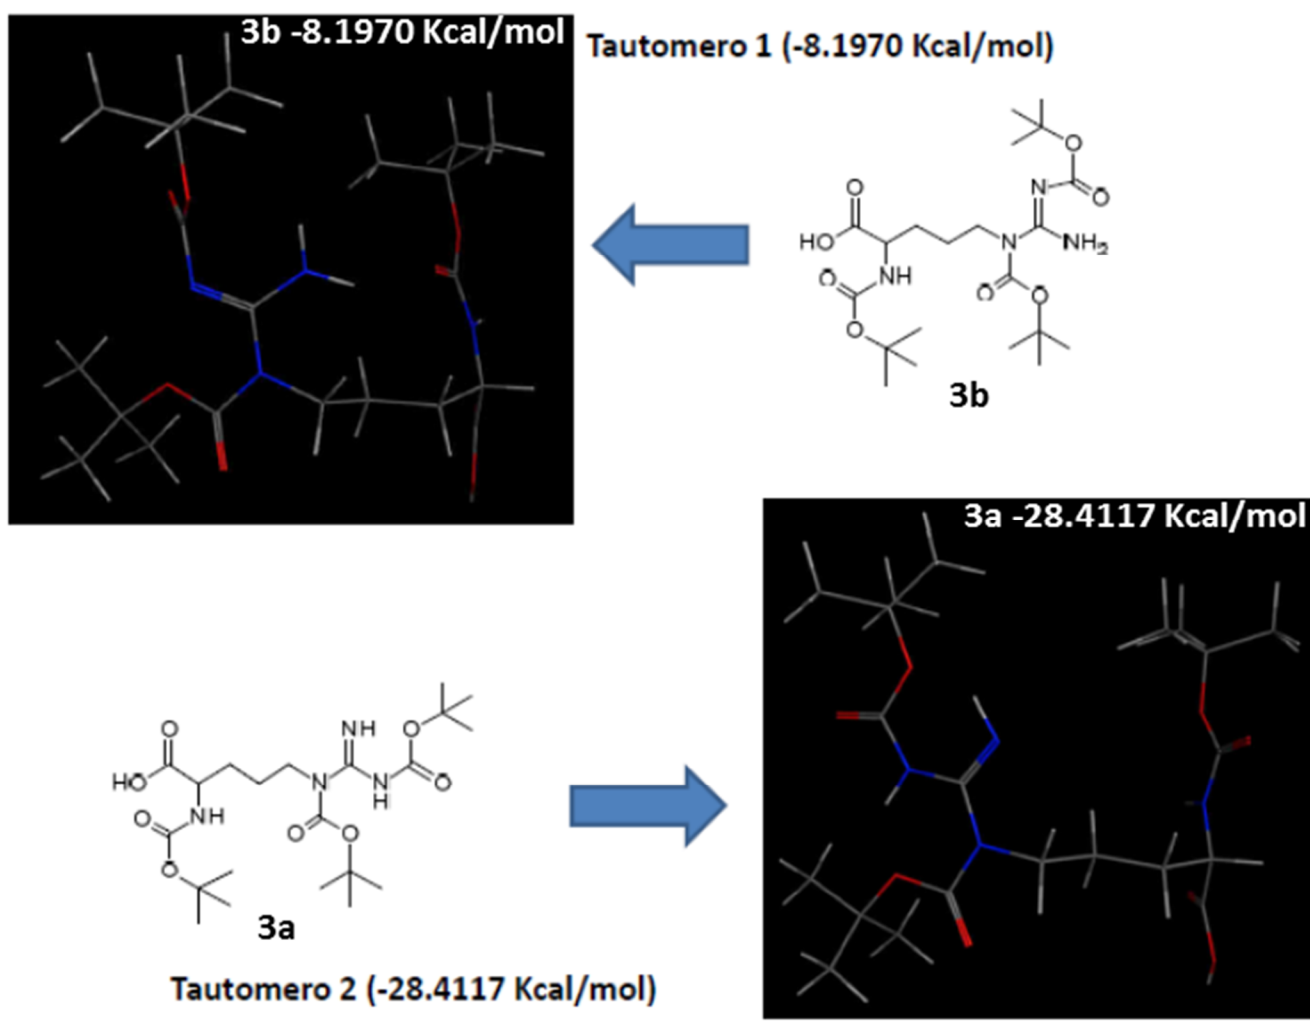 3b -8.1970 Kcal/mol
Tautomero 1 (-8.1970 Kcal/mol)
O
O
N
O
O
HO
N
NH₂
NH
O
O
O
O
3b
3a -28.4117 Kcal/mol
O
NH
O
HO
N
N
H
O
NH
O
O
O
O
3a
Tautomero 2 (-28.4117 Kcal/mol)